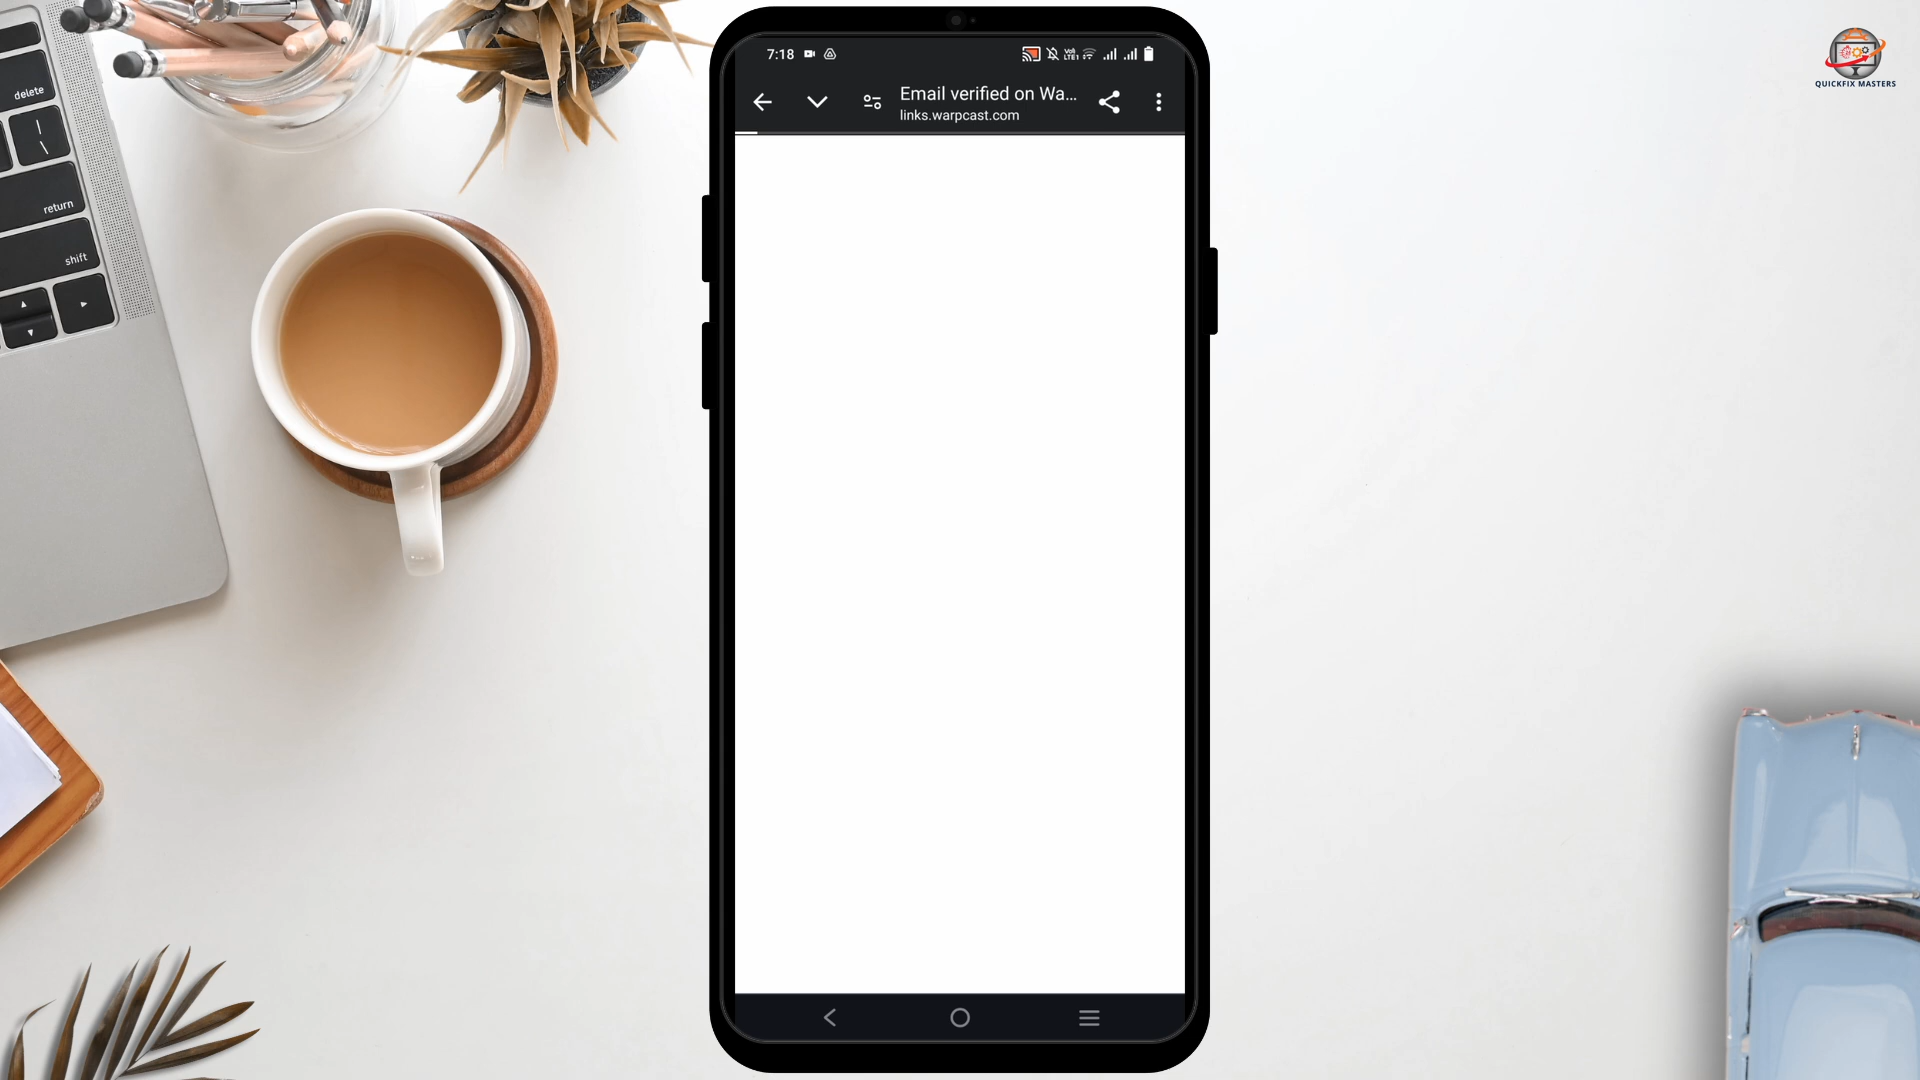 delete
return
shift
7:18
Email verified on Wa...
links.warpcast.com
QUICKFIX MASTERS